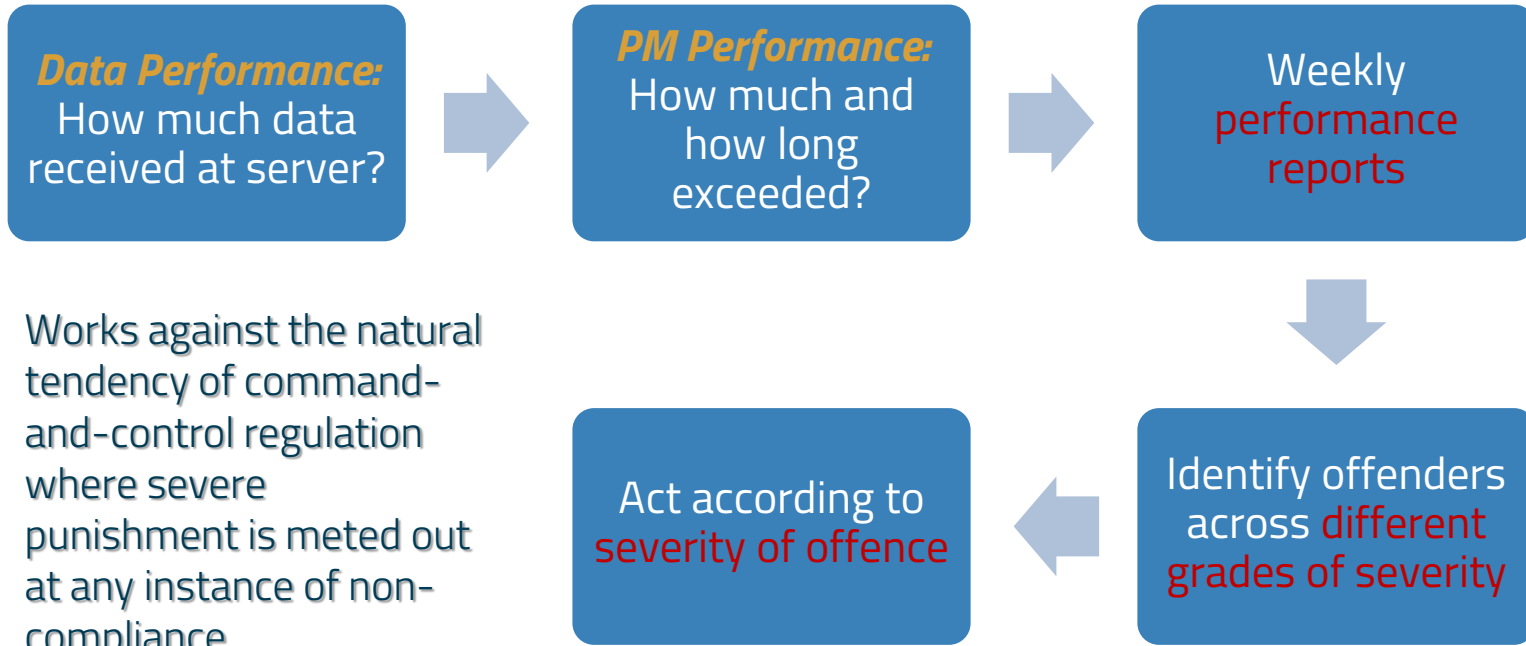 Data Performance:
How much data
received at server?
PM Performance:
How much and
how long
exceeded?
Weekly
performance
reports
Identify offenders
across different
grades of severity
Act according to
severity of offence
Works against the natural
tendency of command-
and-control regulation
where severe
punishment is meted out
at any instance of non-
compliance